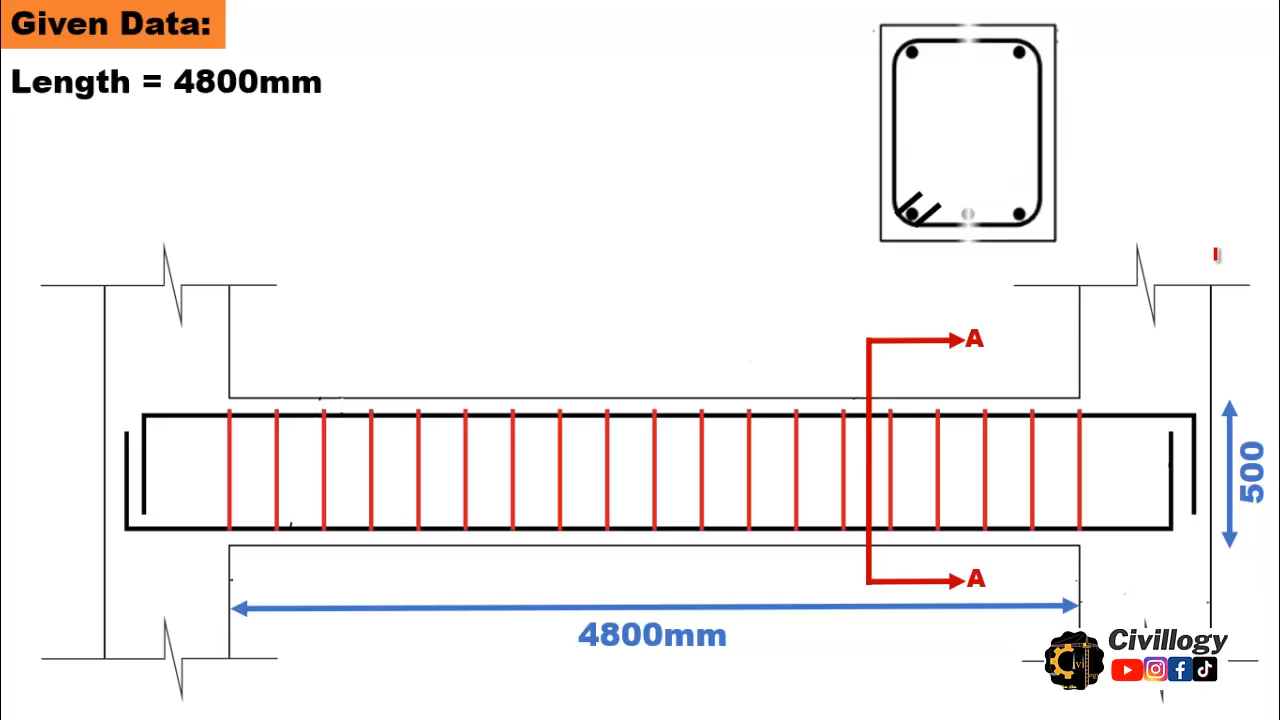 Given Data:
Length = 4800mm
A
500
A
4800mm
Civillogy